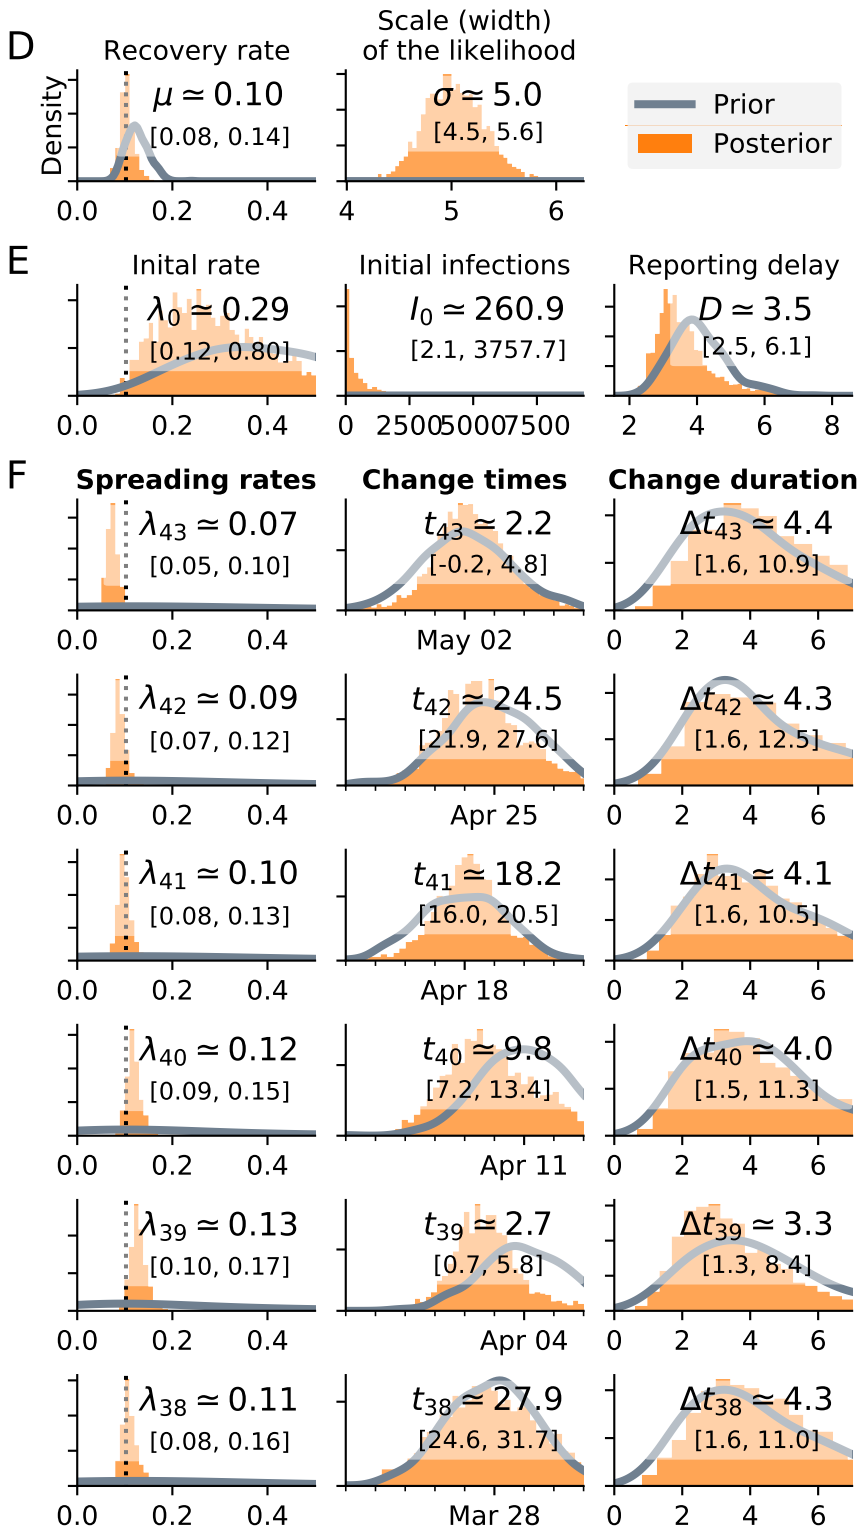 D
Recovery rate
Density
μ ≃ 0.10
[0.08, 0.14]
0.0 0.2 0.4
Scale (width)
of the likelihood
σ ≃ 5.0
[4.5, 5.6]
4 5 6
Prior
Posterior
E
Inital rate
λ0 ≃ 0.29
[0.12, 0.80]
0.0 0.2 0.4
Initial infections
I0 ≃ 260.9
[2.1, 3757.7]
0 2500 5000 7500
Reporting delay
D ≃ 3.5
[2.5, 6.1]
2 4 6 8
F
Spreading rates Change times Change duration
λ43 ≃ 0.07
[0.05, 0.10]
0.0 0.2 0.4
t43 ≃ 2.2
[-0.2, 4.8]
May 02
Δt43 ≃ 4.4
[1.6, 10.9]
0 2 4 6
λ42 ≃ 0.09
[0.07, 0.12]
0.0 0.2 0.4
t42 ≃ 24.5
[21.9, 27.6]
Apr 25
Δt42 ≃ 4.3
[1.6, 12.5]
0 2 4 6
λ41 ≃ 0.10
[0.08, 0.13]
0.0 0.2 0.4
t41 ≃ 18.2
[16.0, 20.5]
Apr 18
Δt41 ≃ 4.1
[1.6, 10.5]
0 2 4 6
λ40 ≃ 0.12
[0.09, 0.15]
0.0 0.2 0.4
t40 ≃ 9.8
[7.2, 13.4]
Apr 11
Δt40 ≃ 4.0
[1.5, 11.3]
0 2 4 6
λ39 ≃ 0.13
[0.10, 0.17]
0.0 0.2 0.4
t39 ≃ 2.7
[0.7, 5.8]
Apr 04
Δt39 ≃ 3.3
[1.3, 8.4]
0 2 4 6
λ38 ≃ 0.11
[0.08, 0.16]
0.0 0.2 0.4
t38 ≃ 27.9
[24.6, 31.7]
Mar 28
Δt38 ≃ 4.3
[1.6, 11.0]
0 2 4 6